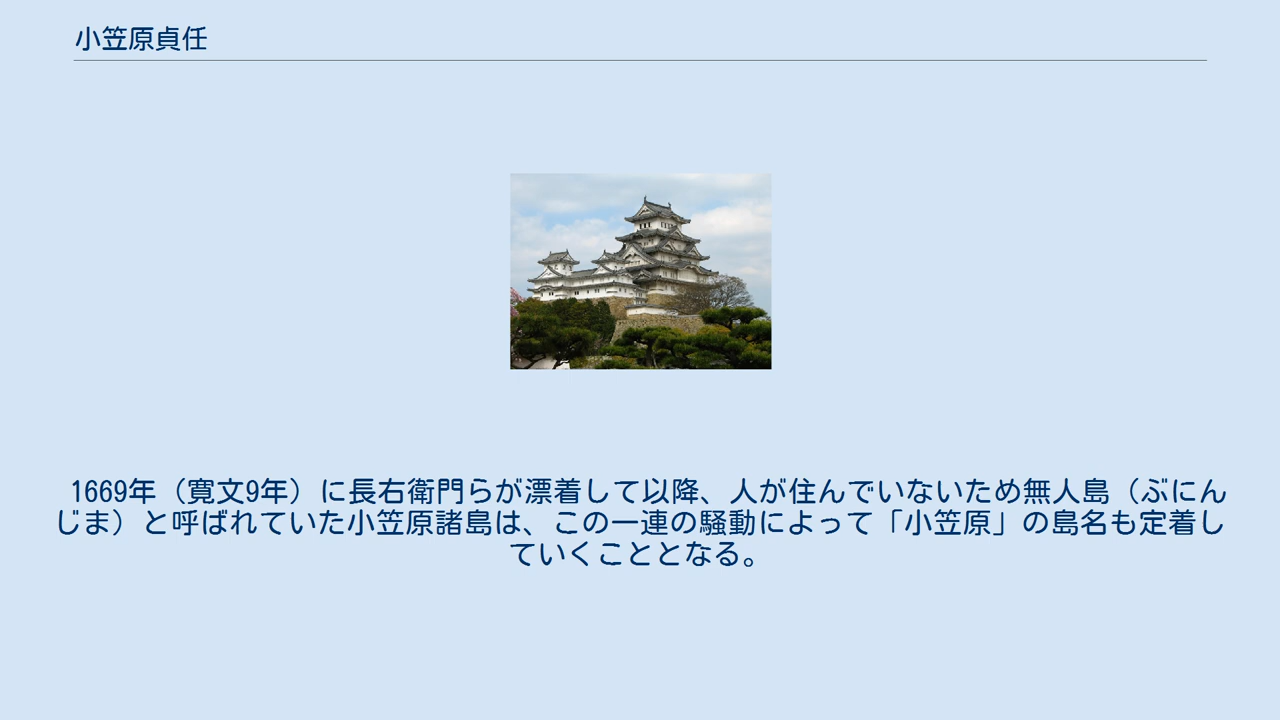 小笠原貞任
1669年（寛文9年）に長右衛門らが漂着して以降、人が住んでいないため無人島（ぶにん
じま）と呼ばれていた小笠原諸島は、この一連の騒動によって「小笠原」の島名も定着し
ていくこととなる。